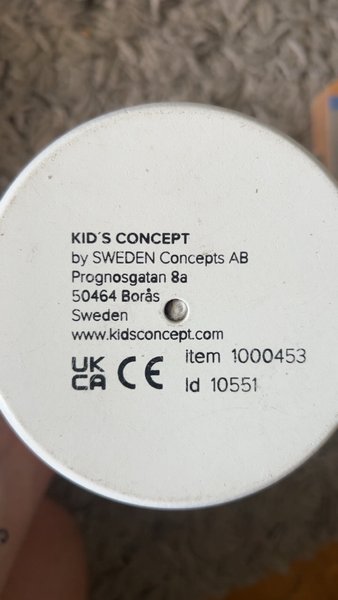 KID'S CONCEPT
by SWEDEN Concepts AB
Prognosgatan 8a
50464 Borås
Sweden
www.kidsconcept.com
UK
CA CE item 1000453
Id 10551